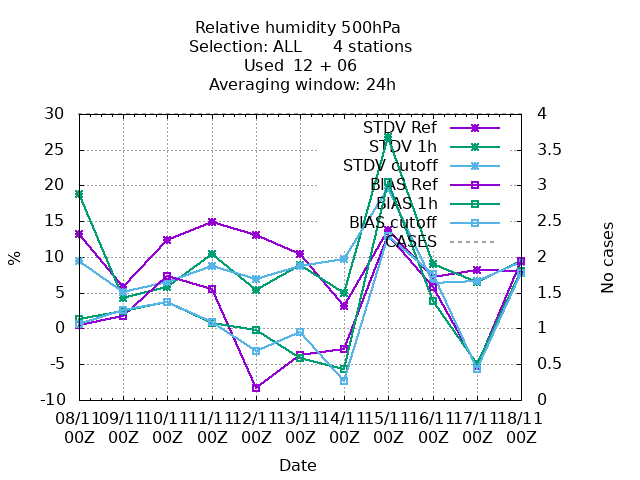 Relative humidity 500hPa
Selection: ALL 4 stations
Used 12 + 06
Averaging window: 24h
30
25
20
15
10
5
0
-5
-10
%
4
3.5
3
2.5
2
1.5
1
0.5
0
No cases
STDV Ref
STDV 1h
STDV cutoff
BIAS Ref
BIAS 1h
BIAS cutoff
CASES
08/11 09/11 10/11 11/11 12/11 13/11 14/11 15/11 16/11 17/11 18/11
00Z 00Z 00Z 00Z 00Z 00Z 00Z 00Z 00Z 00Z 00Z
Date